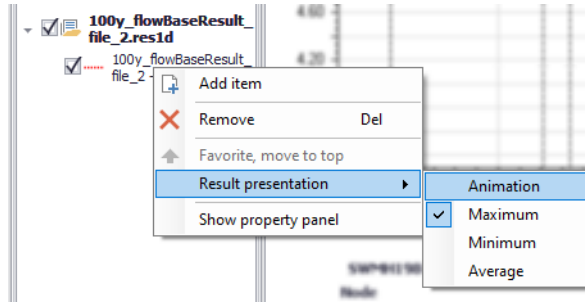 100y_flowBaseResult_
file_2.res1d
100y_flowBaseResult_
file_2 -
Add item
Remove Del
Favorite, move to top
Result presentation
Show property panel
Animation
Maximum
Minimum
Average
4.60
4.20
Node